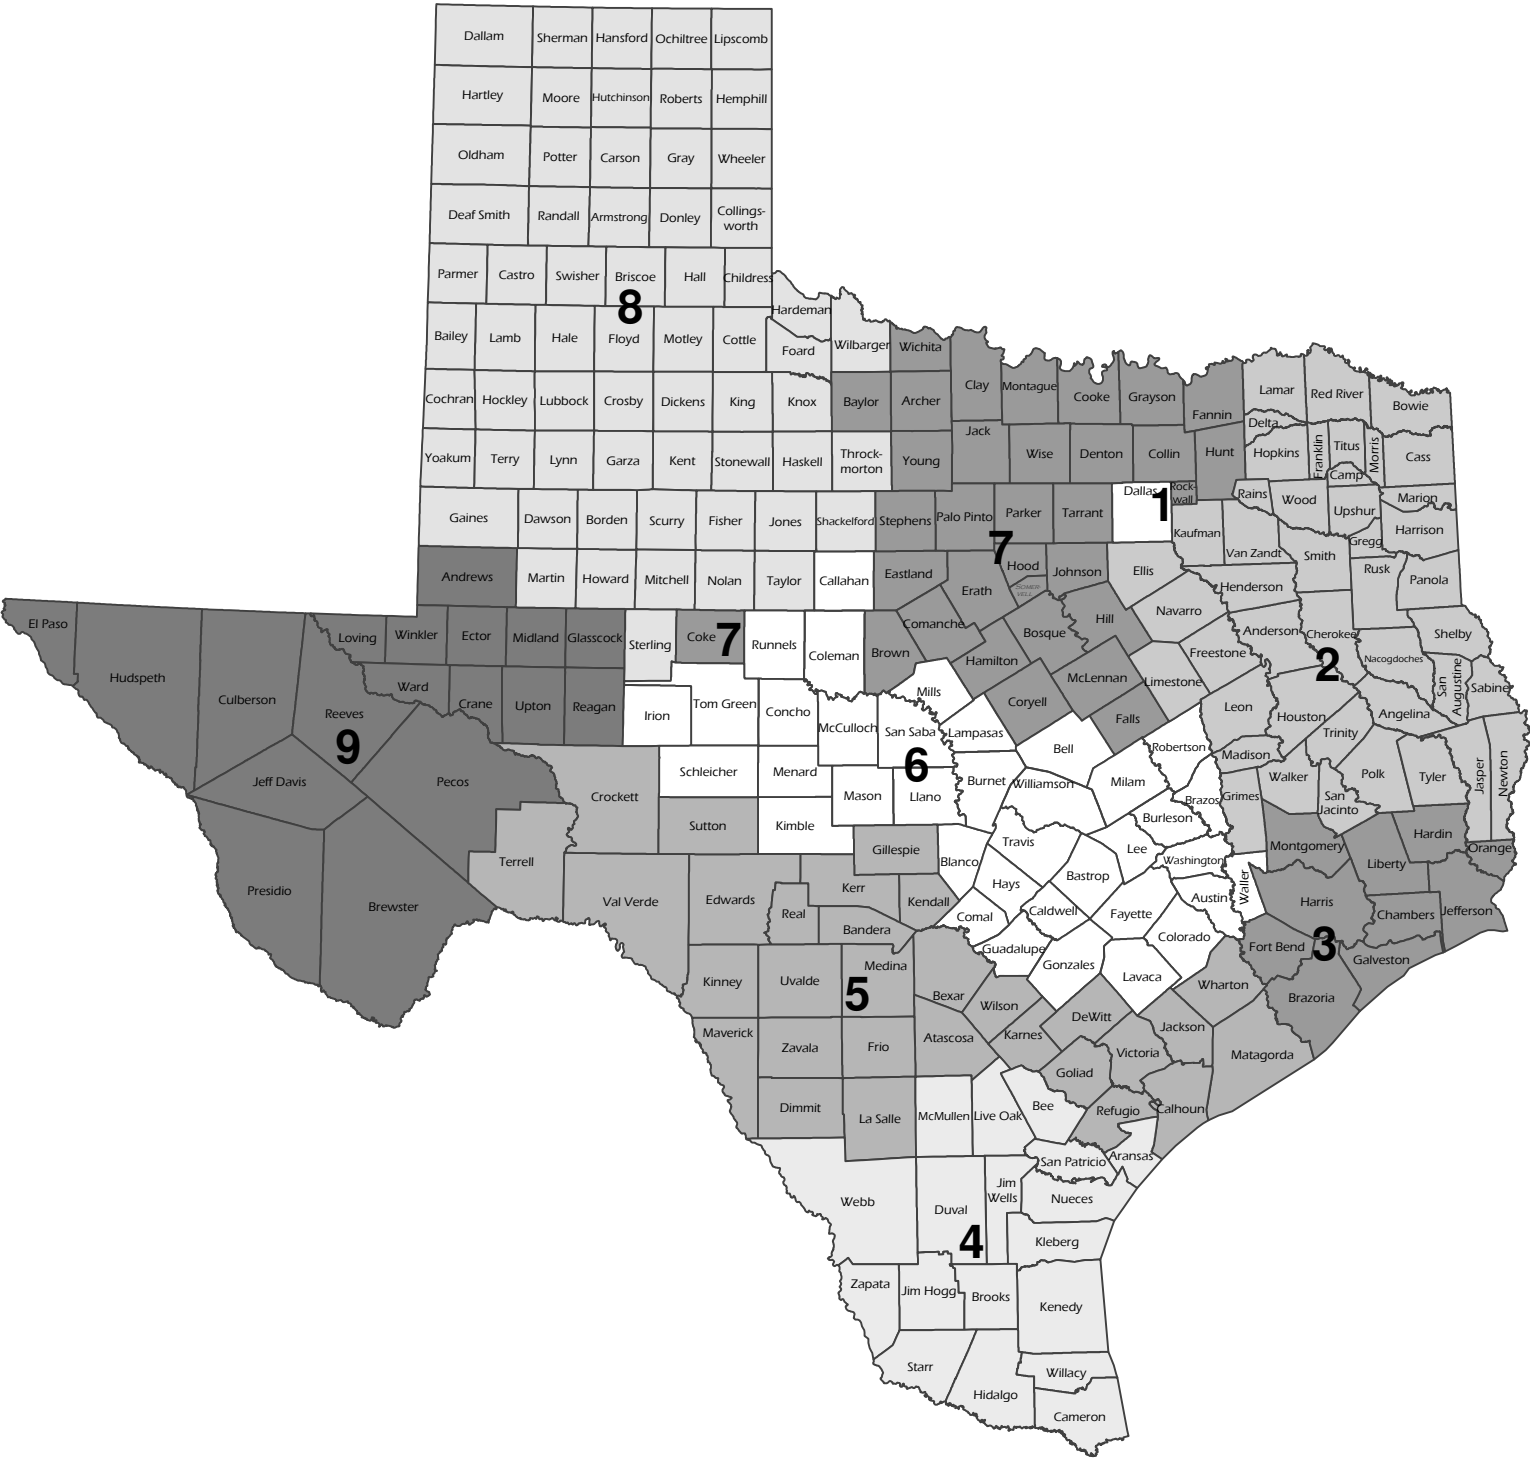 Dallam Sherman Hansford Ochiltree Lipscomb
Hartley Moore Hutchinson Roberts Hemphill
Oldham Potter Carson Gray Wheeler
Deaf Smith Randall Armstrong Donley Collings-
worth
Parmer Castro Swisher Briscoe Hall Childress
8
Hardeman
Bailey Lamb Hale Floyd Motley Cottle Foard Wilbarger Wichita
Cochran Hockley Lubbock Crosby Dickens King Knox Baylor Archer Clay Montague Cooke Grayson Fannin Lamar Red River Bowie
Delta
Jack
Yoakum Terry Lynn Garza Kent Stonewall Haskell Throck-
morton Young Wise Denton Collin Hunt Hopkins Franklin Titus Morris Cass
Camp
Gaines Dawson Borden Scurry Fisher Jones Shackelford Stephens Palo Pinto Parker Tarrant Dallas 1 Rock-
wall Rains Wood Upshur Marion
Kaufman Van Zandt Smith Gregg Harrison
7
Andrews Martin Howard Mitchell Nolan Taylor Callahan Eastland Erath Hood Somer-
vell Johnson Ellis Henderson Rusk Panola
El Paso Loving Winkler Ector Midland Glasscock Sterling Coke 7 Runnels Coleman Brown Comanche Bosque Hill Navarro Anderson Cherokee Shelby
Hamilton Freestone Nacogdoches
2
Hudspeth Culberson Reeves Ward Crane Upton Reagan Irion Tom Green Concho McCulloch San Saba Mills Lampasas Coryell McLennan Limestone Falls Leon Houston Angelina San
Augustine Sabine
Trinity
9
6
Jeff Davis Pecos Crockett Schleicher Menard Mason Llano Burnet Bell Williamson Milam Robertson Madison Walker San
Jacinto Polk Tyler Jasper Newton
Brazos Grimes
Sutton Kimble Burleson
Terrell Gillespie Blanco Travis Lee Washington Montgomery Liberty Hardin Orange
Presidio Brewster Val Verde Edwards Real Kerr Kendall Hays Bastrop Austin Waller Harris Chambers Jefferson
Bandera Comal Caldwell Fayette
Guadalupe Colorado Fort Bend 3 Galveston
Kinney Uvalde Medina Gonzales Lavaca
5
Bexar Wilson Wharton Brazoria
Maverick Zavala Frio Atascosa Karnes DeWitt Jackson Matagorda
Victoria
Goliad
Dimmit La Salle McMullen Live Oak Bee Refugio Calhoun
San Patricio Aransas
Webb Duval Jim
Wells Nueces
4
Kleberg
Zapata Jim Hogg Brooks Kenedy
Starr Hidalgo Willacy
Cameron